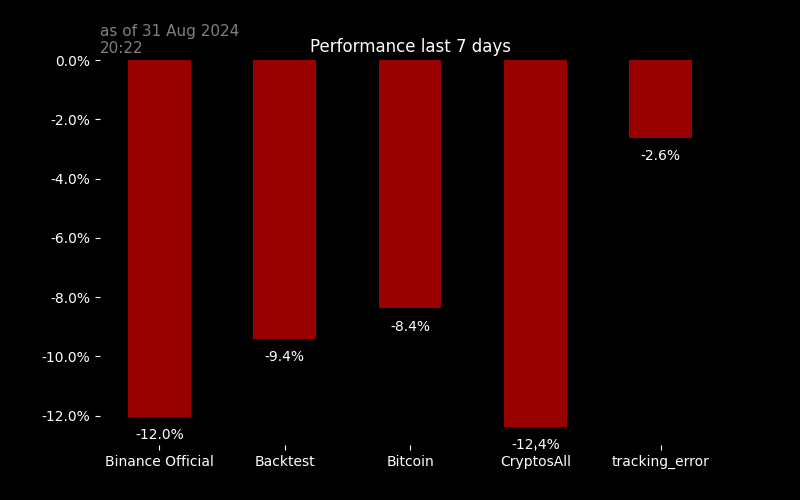 as of 31 Aug 2024
20:22
Performance last 7 days
0.0%
-2.0%
-4.0%
-6.0%
-8.0%
-10.0%
-12.0%
-12.0%
-9.4%
-8.4%
-12.4%
-2.6%
Binance Official
Backtest
Bitcoin
CryptosAll
tracking_error